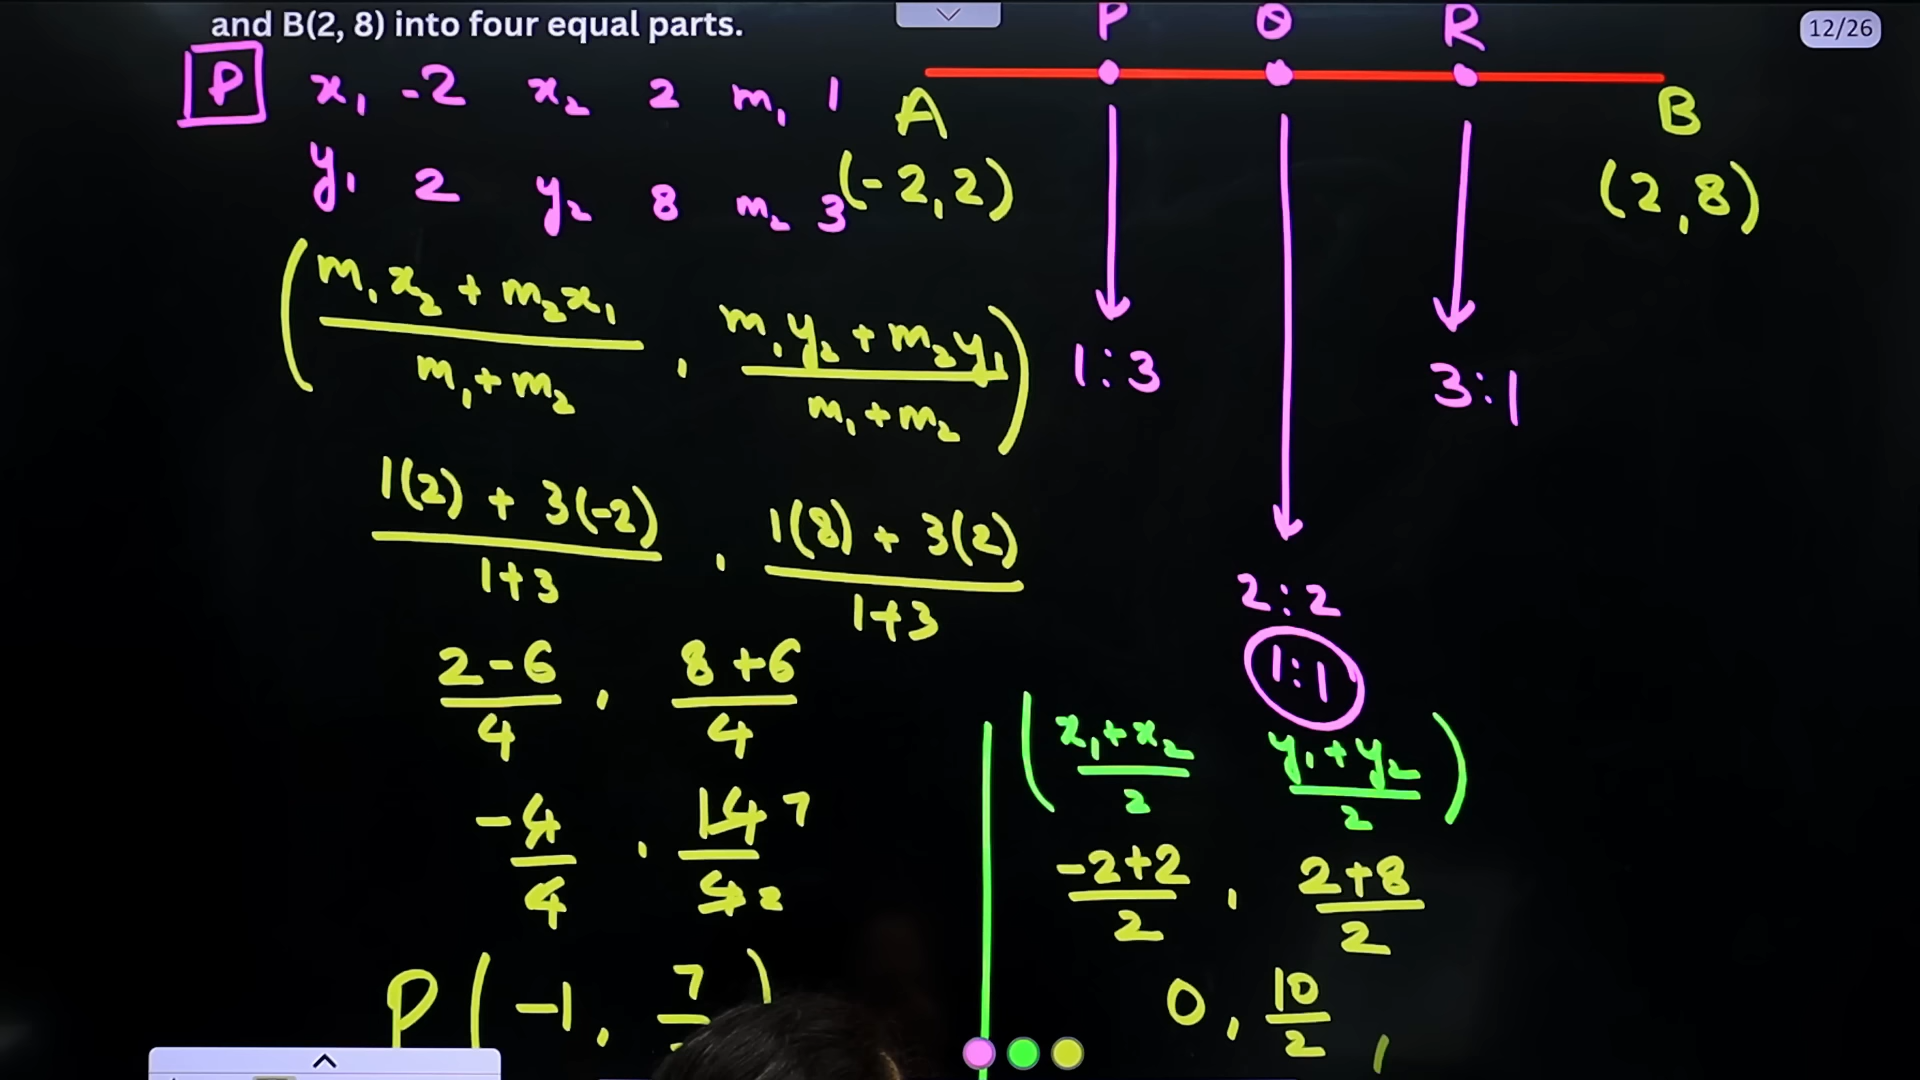 and B(2, 8) into four equal parts.
12/26
P Q R
A B
(-2,2) (2,8)
P x₁ -2 x₂ 2 m₁ 1
y₁ 2 y₂ 8 m₂ 3
(m₁x₂ + m₂x₁ / m₁+m₂ , m₁y₂ + m₂y₁ / m₁+m₂)
1(2) + 3(-2) / 1+3 , 1(8) + 3(2) / 1+3
2-6 / 4 , 8+6 / 4
-4 / 4 , 14 7 / 4 2
P(-1, 7
1:3
3:1
2:2
1:1
(x₁+x₂ / 2 y₁+y₂ / 2)
-2+2 / 2 , 2+8 / 2
0, 10 / 2